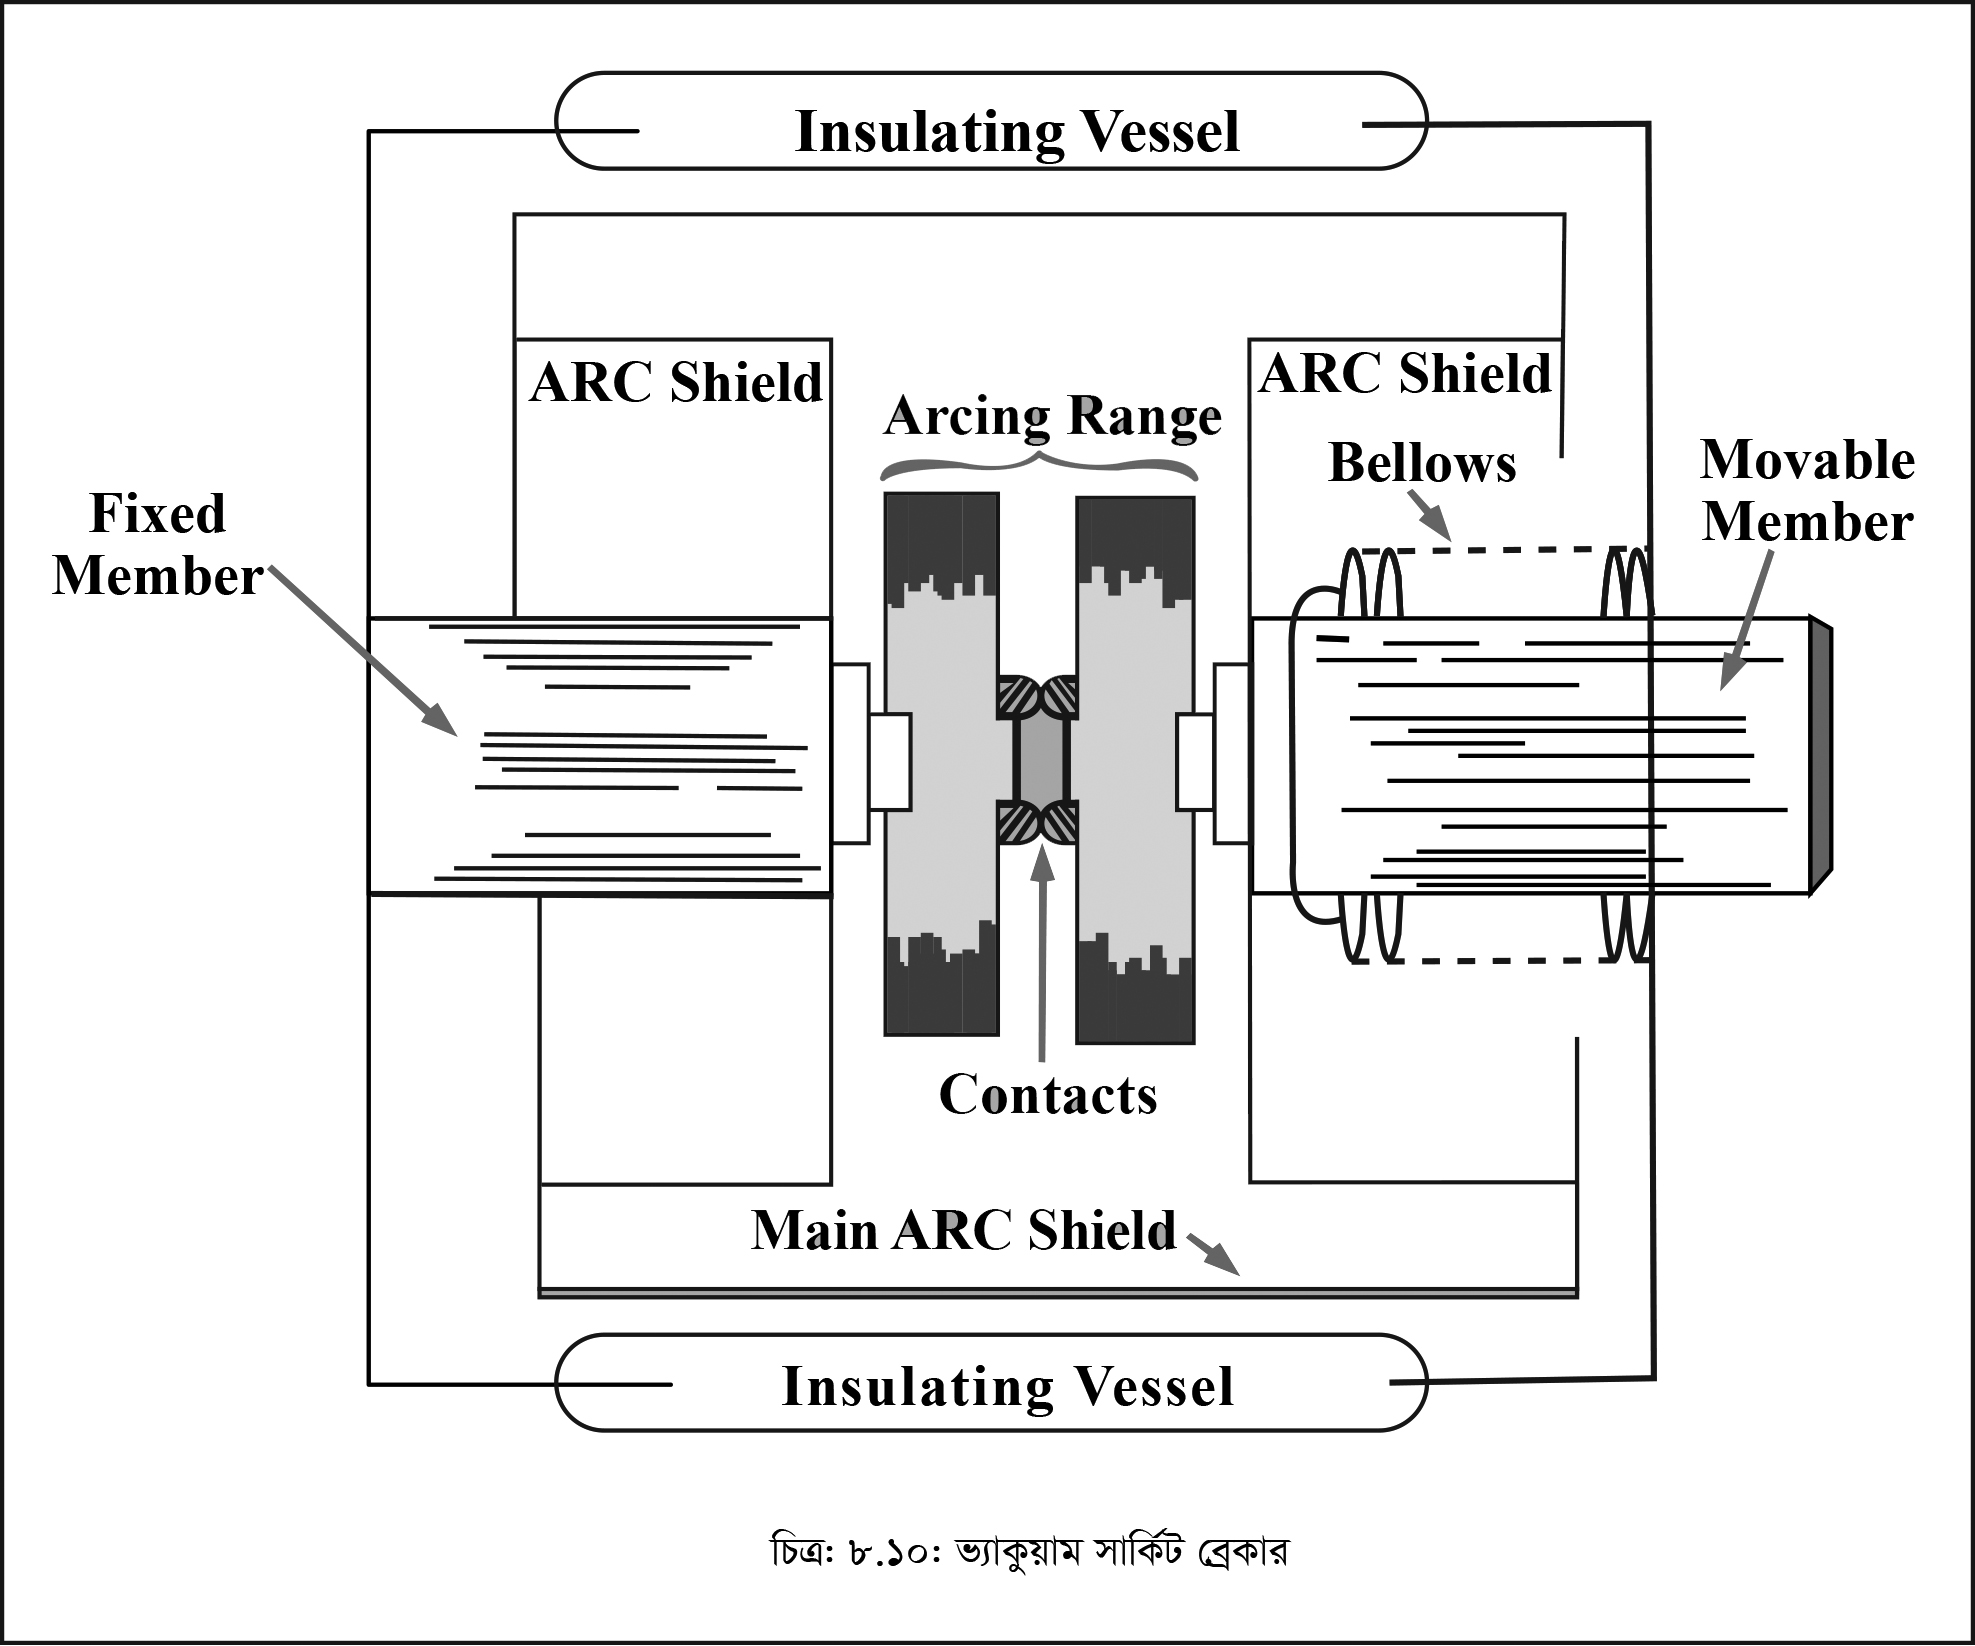 Insulating Vessel
ARC Shield
ARC Shield
Arcing Range
Bellows
Movable
Member
Fixed
Member
Contacts
Main ARC Shield
Insulating Vessel
চিত্র: ৮.১০: ভ্যাকুয়াম সার্কিট ব্রেকার